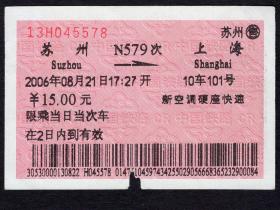 13H045578 苏州㊣
苏州 N579次 上海
Suzhou Shanghai
2006年08月21日17:27开 10车101号
￥15.00元 新空调硬座快速
限乘当日当次车
在2日内到有效